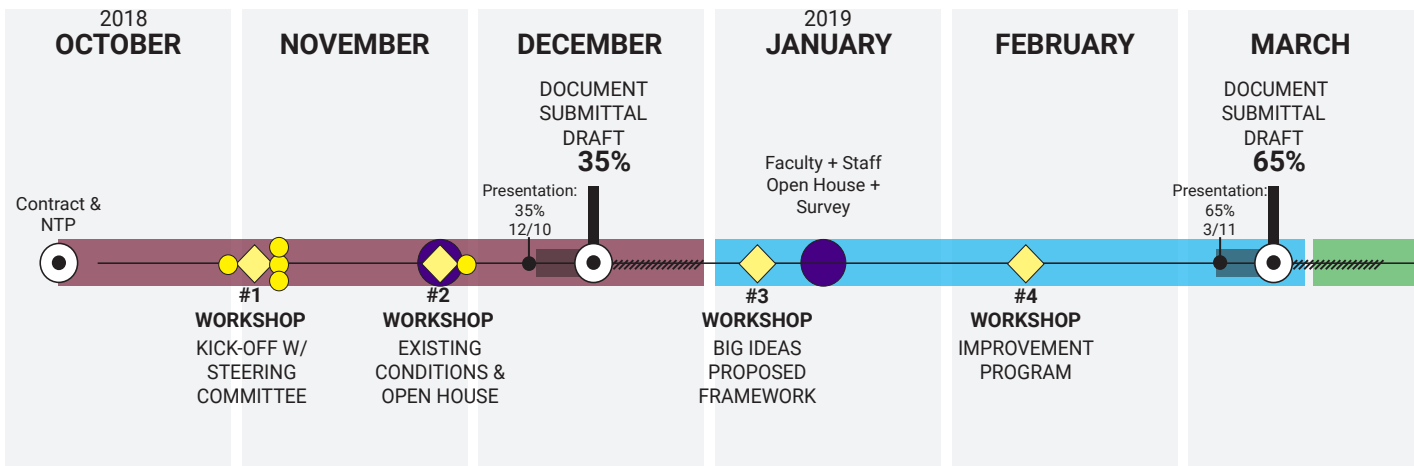 2018
OCTOBER
NOVEMBER
DECEMBER
2019
JANUARY
FEBRUARY
MARCH
DOCUMENT
SUBMITTAL
DRAFT
35%
DOCUMENT
SUBMITTAL
DRAFT
65%
Faculty + Staff
Open House +
Survey
Contract &
NTP
Presentation:
35%
12/10
Presentation:
65%
3/11
#1
WORKSHOP
KICK-OFF W/
STEERING
COMMITTEE
#2
WORKSHOP
EXISTING
CONDITIONS &
OPEN HOUSE
#3
WORKSHOP
BIG IDEAS
PROPOSED
FRAMEWORK
#4
WORKSHOP
IMPROVEMENT
PROGRAM